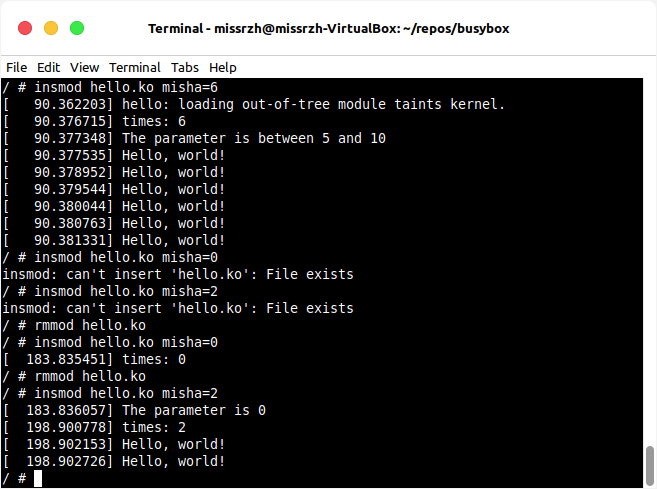 Terminal - missrzh@missrzh-VirtualBox: ~/repos/busybox
File Edit View Terminal Tabs Help
/ # insmod hello.ko misha=6
[   90.362203] hello: loading out-of-tree module taints kernel.
[   90.376715] times: 6
[   90.377348] The parameter is between 5 and 10
[   90.377535] Hello, world!
[   90.378952] Hello, world!
[   90.379544] Hello, world!
[   90.380044] Hello, world!
[   90.380763] Hello, world!
[   90.381331] Hello, world!
/ # insmod hello.ko misha=0
insmod: can't insert 'hello.ko': File exists
/ # insmod hello.ko misha=2
insmod: can't insert 'hello.ko': File exists
/ # rmmod hello.ko
/ # insmod hello.ko misha=0
[  183.835451] times: 0
/ # rmmod hello.ko
/ # insmod hello.ko misha=2
[  183.836057] The parameter is 0
[  198.900778] times: 2
[  198.902153] Hello, world!
[  198.902726] Hello, world!
/ #